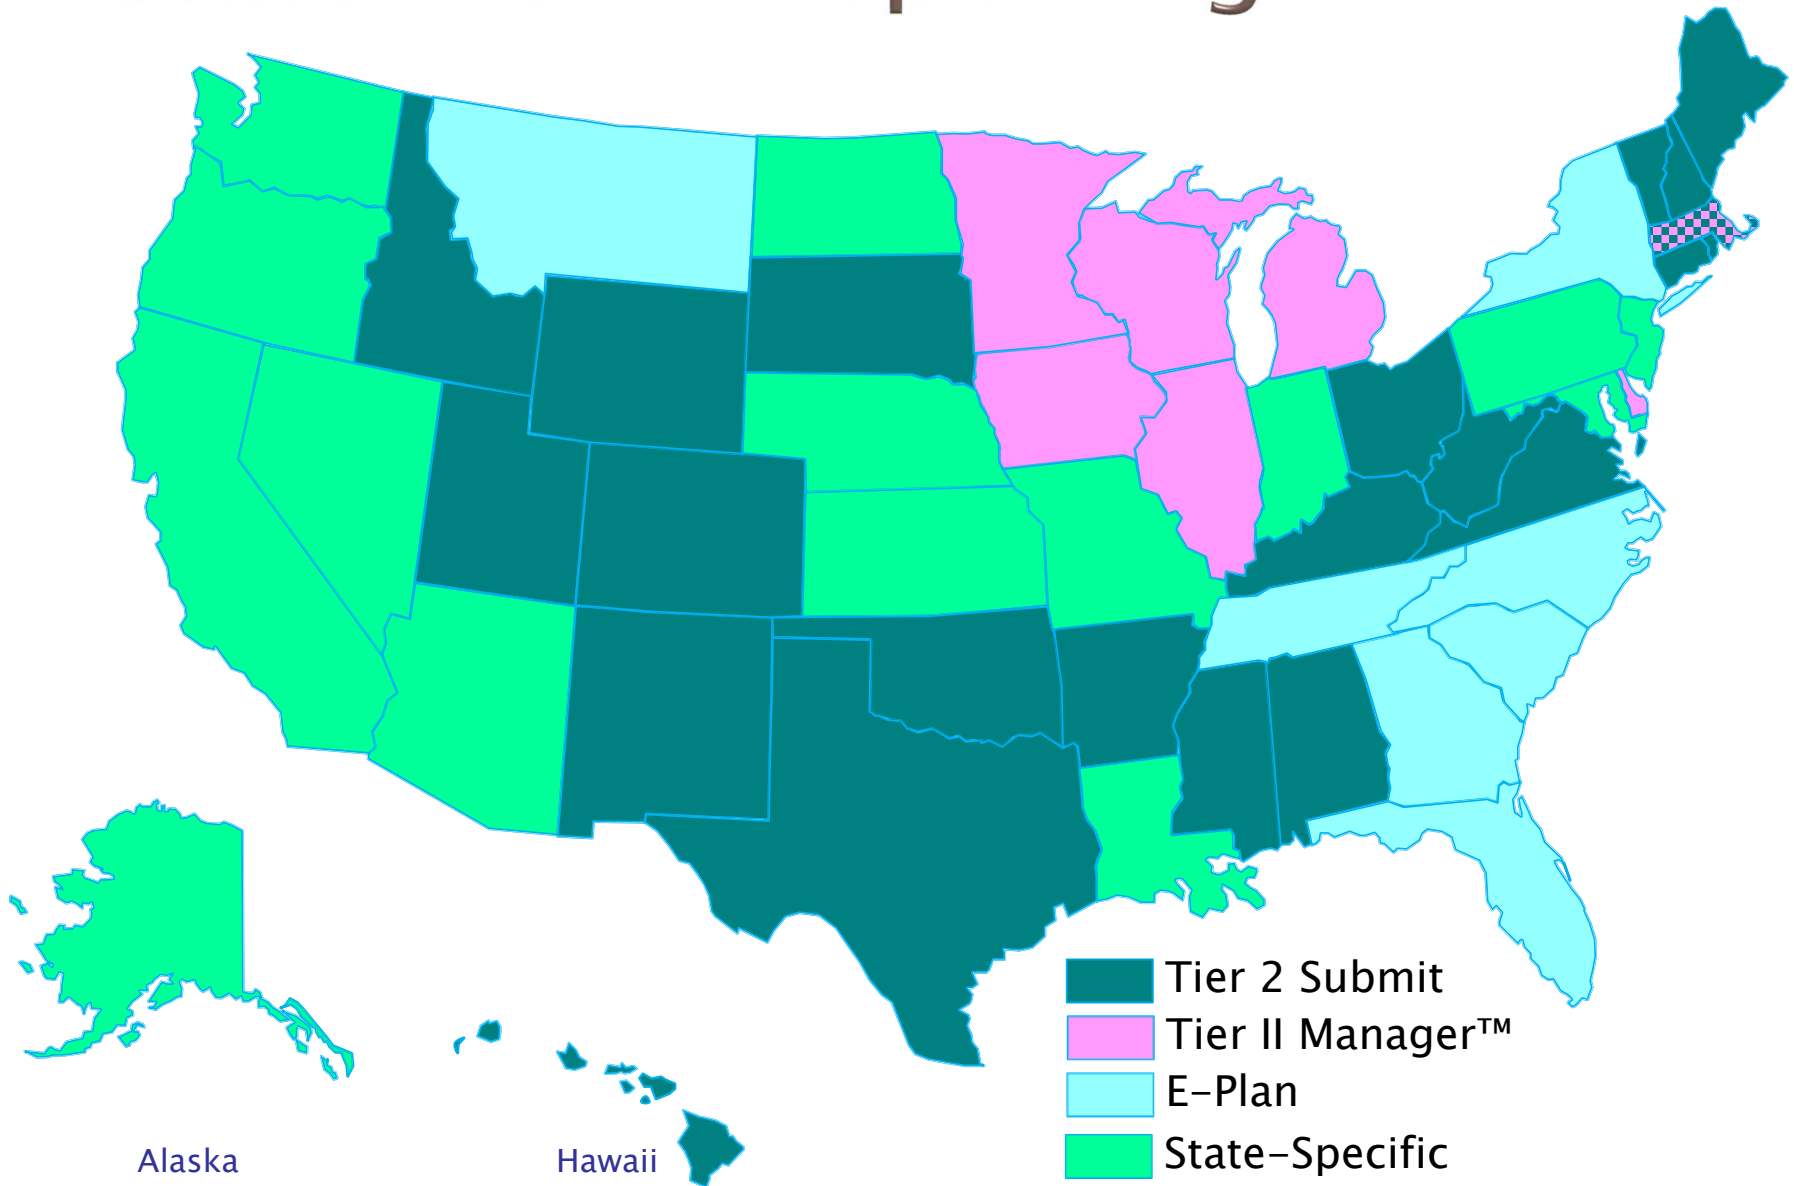 Tier 2 Submit
Tier II Manager™
E-Plan
State-Specific
Alaska
Hawaii